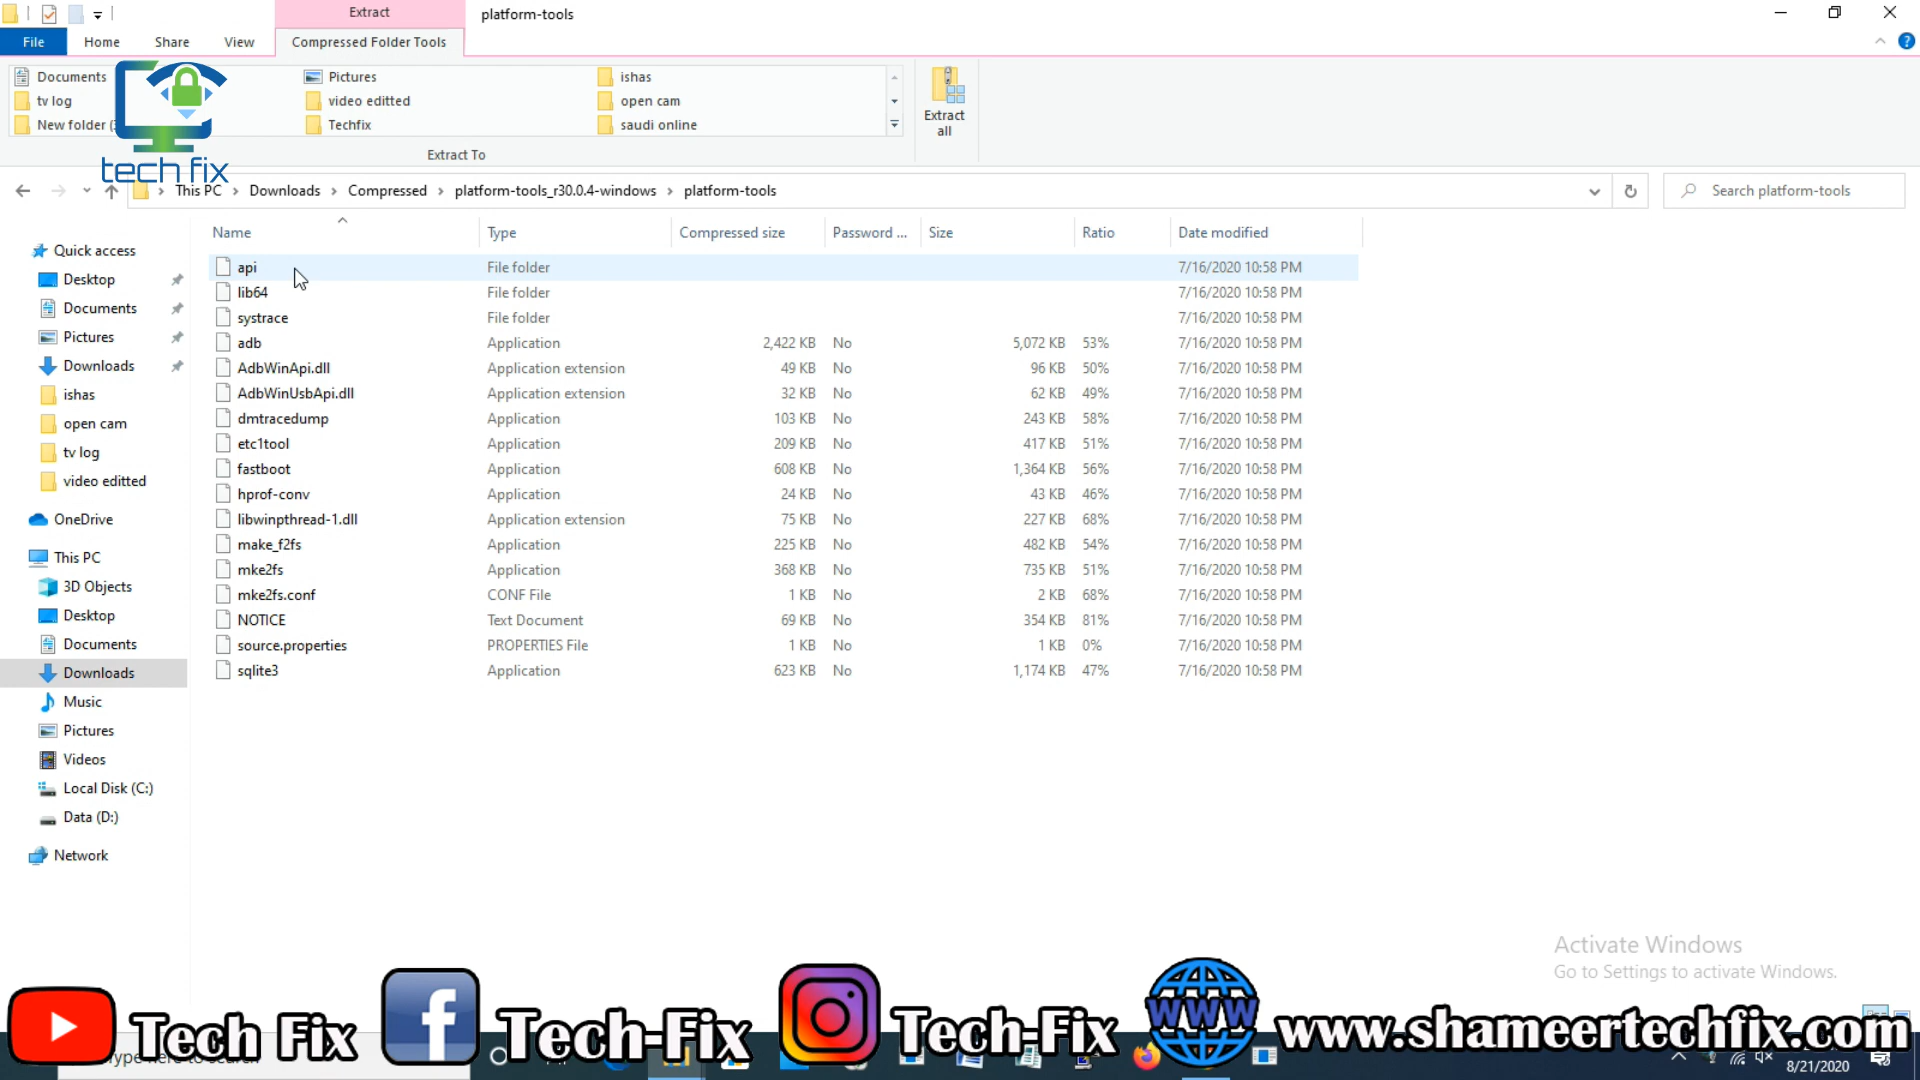 Extract
platform-tools
File
Home
Share
View
Compressed Folder Tools
Documents
Pictures
ishas
tv log
video editted
open cam
New folder (
Techfix
saudi online
Extract all
Extract To
tech fix
This PC
Downloads
Compressed
platform-tools_r30.0.4-windows
platform-tools
Search platform-tools
Name Type Compressed size Password ... Size Ratio Date modified
api File folder 7/16/2020 10:58 PM
lib64 File folder 7/16/2020 10:58 PM
systrace File folder 7/16/2020 10:58 PM
adb Application 2,422 KB No 5,072 KB 53% 7/16/2020 10:58 PM
AdbWinApi.dll Application extension 49 KB No 96 KB 50% 7/16/2020 10:58 PM
AdbWinUsbApi.dll Application extension 32 KB No 62 KB 49% 7/16/2020 10:58 PM
dmtracedump Application 103 KB No 243 KB 58% 7/16/2020 10:58 PM
etc1tool Application 209 KB No 417 KB 51% 7/16/2020 10:58 PM
fastboot Application 608 KB No 1,364 KB 56% 7/16/2020 10:58 PM
hprof-conv Application 24 KB No 43 KB 46% 7/16/2020 10:58 PM
libwinpthread-1.dll Application extension 75 KB No 227 KB 68% 7/16/2020 10:58 PM
make_f2fs Application 225 KB No 482 KB 54% 7/16/2020 10:58 PM
mke2fs Application 368 KB No 735 KB 51% 7/16/2020 10:58 PM
mke2fs.conf CONF File 1 KB No 2 KB 68% 7/16/2020 10:58 PM
NOTICE Text Document 69 KB No 354 KB 81% 7/16/2020 10:58 PM
source.properties PROPERTIES File 1 KB No 1 KB 0% 7/16/2020 10:58 PM
sqlite3 Application 623 KB No 1,174 KB 47% 7/16/2020 10:58 PM
Quick access
Desktop
Documents
Pictures
Downloads
ishas
open cam
tv log
video editted
OneDrive
This PC
3D Objects
Desktop
Documents
Downloads
Music
Pictures
Videos
Local Disk (C:)
Data (D:)
Network
Activate Windows
Go to Settings to activate Windows.
Tech Fix
Tech-Fix
Tech-Fix
WWW
www.shameertechfix.com
8/21/2020